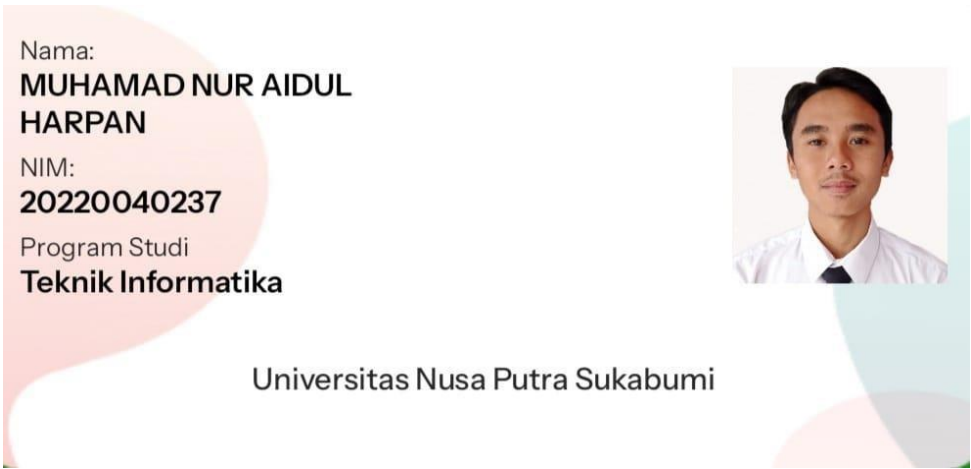 Nama:
MUHAMAD NUR AIDUL
HARPAN
NIM:
20220040237
Program Studi
Teknik Informatika
Universitas Nusa Putra Sukabumi